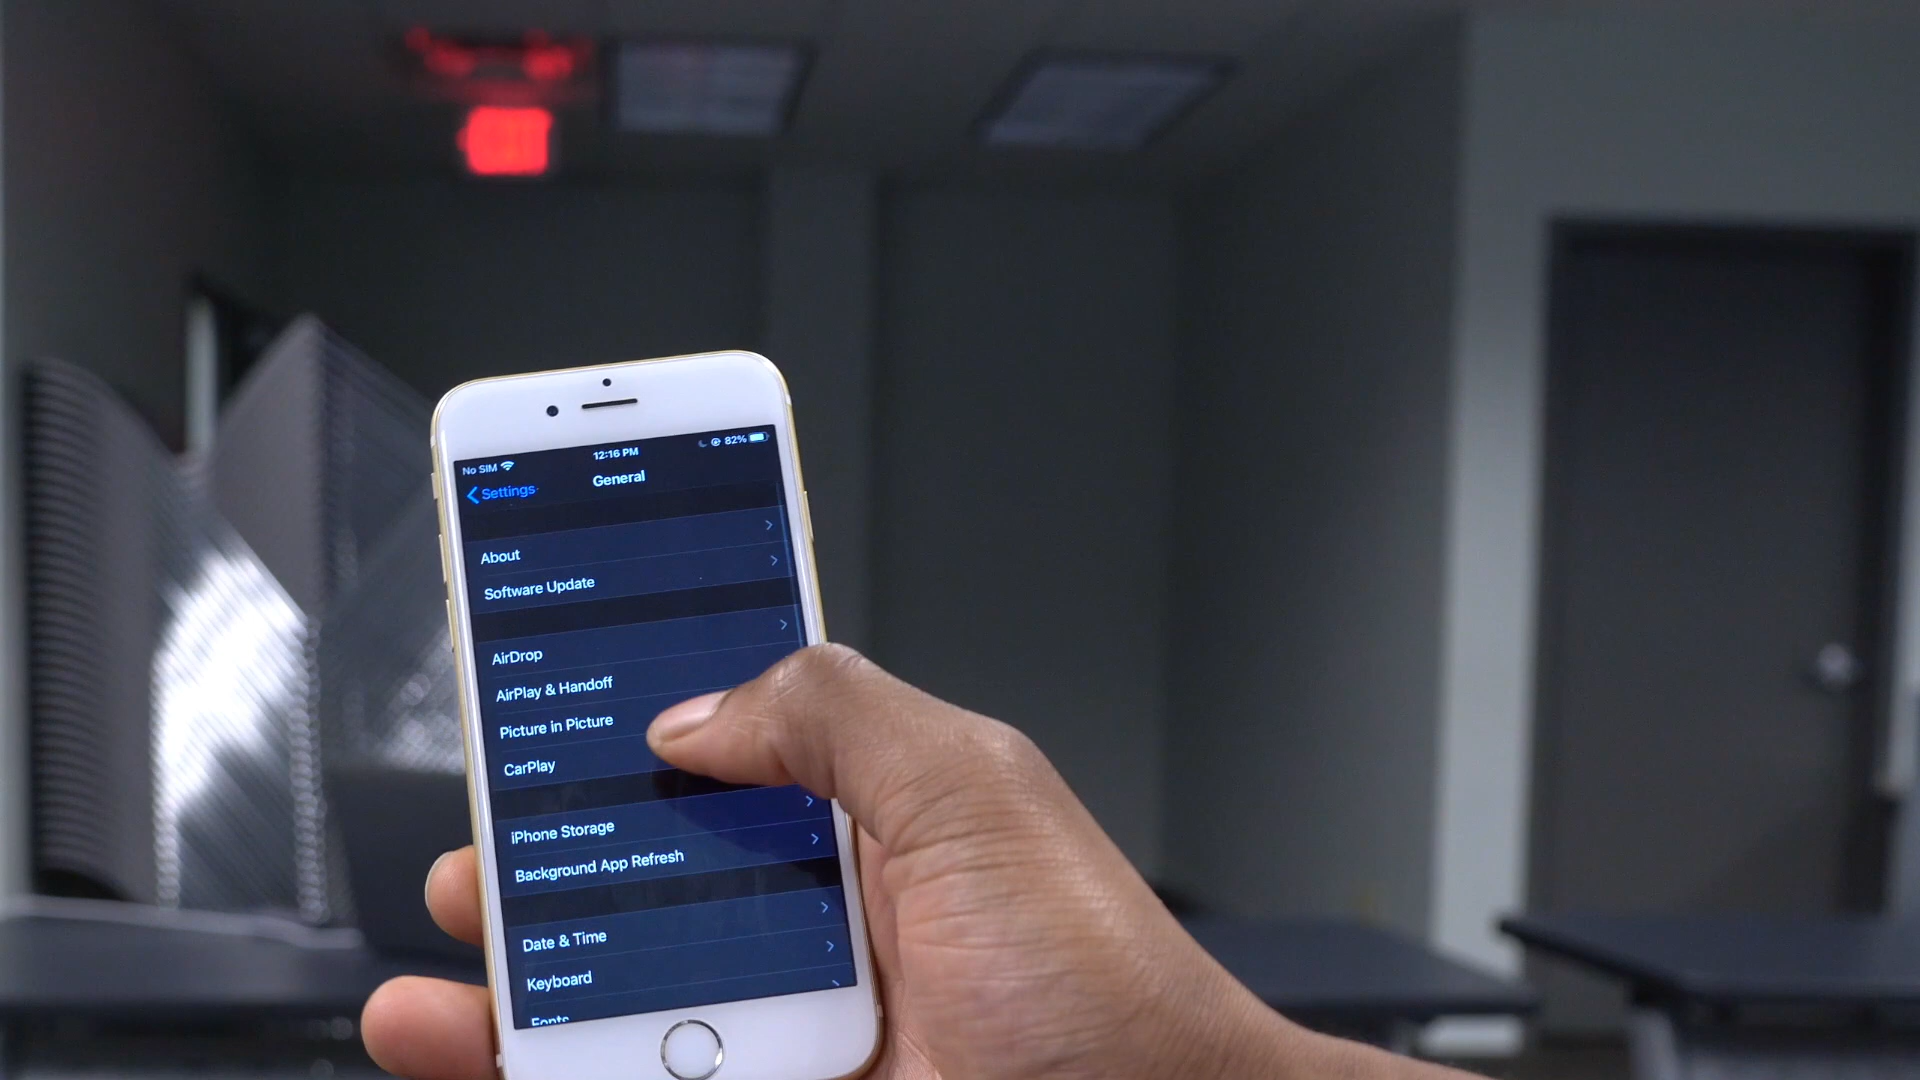 No SIM 12:16 PM 82%
Settings General
About
Software Update
AirDrop
AirPlay & Handoff
Picture in Picture
CarPlay
iPhone Storage
Background App Refresh
Date & Time
Keyboard
Fonts